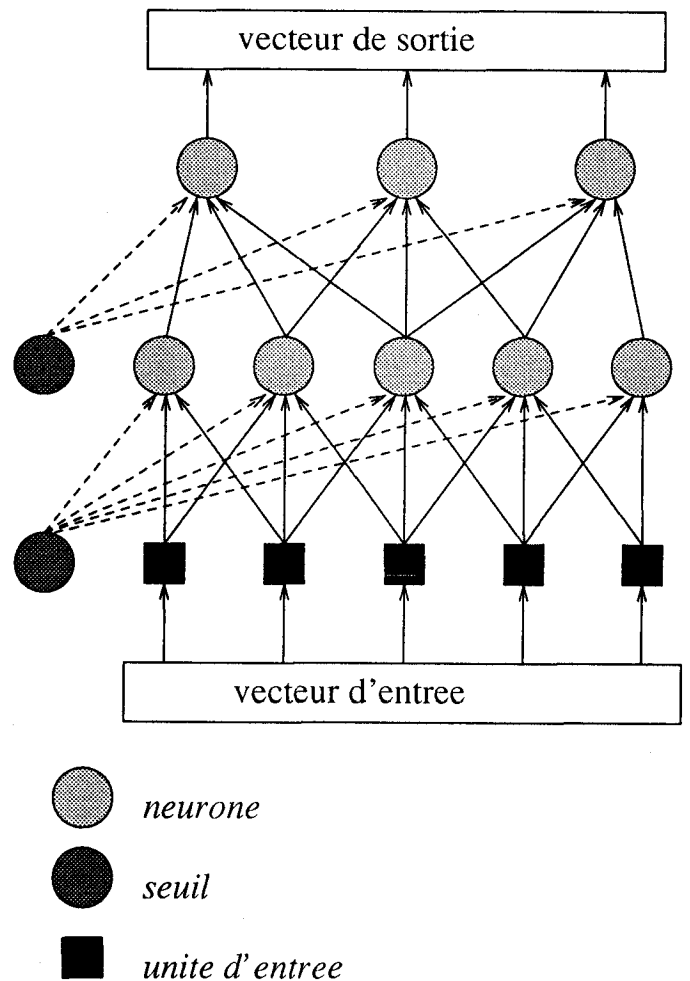 vecteur de sortie
vecteur d'entree
neurone
seuil
unite d'entree